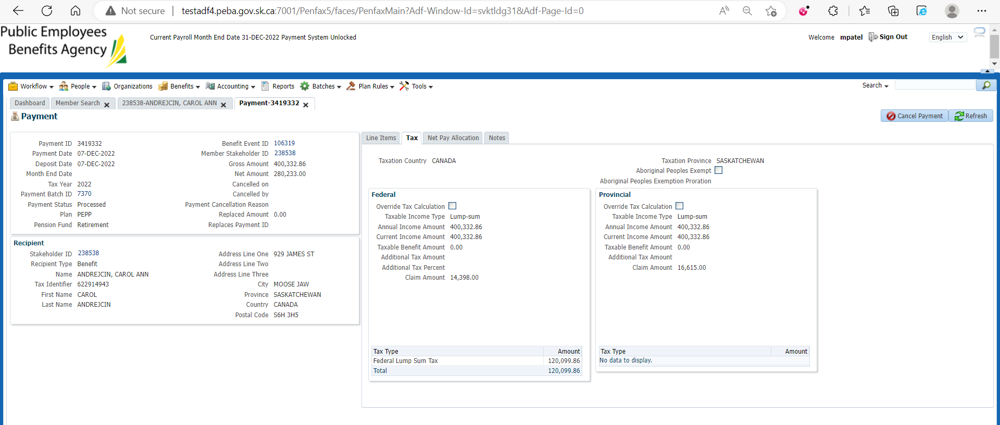 Not secure | testadf4.peba.gov.sk.ca:7001/Penfax5/faces/PenfaxMain?Adf-Window-Id=svktldg31&Adf-Page-Id=0
Public Employees
Benefits Agency
Current Payroll Month End Date 31-DEC-2022 Payment System Unlocked
Welcome mpatel Sign Out English
Workflow People Organizations Benefits Accounting Reports Batches Plan Rules Tools Search
Dashboard Member Search 238538-ANDREJCIN, CAROL ANN Payment-3419332
Payment
Cancel Payment Refresh
Payment ID 3419332
Payment Date 07-DEC-2022
Deposit Date 07-DEC-2022
Month End Date
Tax Year 2022
Payment Batch ID 7370
Payment Status Processed
Plan PEPP
Pension Fund Retirement
Benefit Event ID 106319
Member Stakeholder ID 238538
Gross Amount 400,332.86
Net Amount 280,233.00
Cancelled on
Cancelled by
Payment Cancellation Reason
Replaced Amount 0.00
Replaces Payment ID
Recipient
Stakeholder ID 238538
Recipient Type Benefit
Name ANDREJCIN, CAROL ANN
Tax Identifier 622914943
First Name CAROL
Last Name ANDREJCIN
Address Line One 929 JAMES ST
Address Line Two
Address Line Three
City MOOSE JAW
Province SASKATCHEWAN
Country CANADA
Postal Code S6H 3H5
Line Items Tax Net Pay Allocation Notes
Taxation Country CANADA
Taxation Province SASKATCHEWAN
Aboriginal Peoples Exempt
Aboriginal Peoples Exemption Proration
Federal
Override Tax Calculation
Taxable Income Type Lump-sum
Annual Income Amount 400,332.86
Current Income Amount 400,332.86
Taxable Benefit Amount 0.00
Additional Tax Amount
Additional Tax Percent
Claim Amount 14,398.00
Tax Type Amount
Federal Lump Sum Tax 120,099.86
Total 120,099.86
Provincial
Override Tax Calculation
Taxable Income Type Lump-sum
Annual Income Amount 400,332.86
Current Income Amount 400,332.86
Taxable Benefit Amount 0.00
Additional Tax Amount
Claim Amount 16,615.00
Tax Type Amount
No data to display.